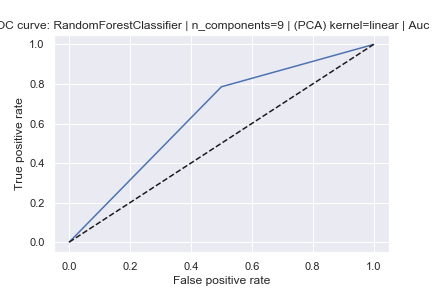 OC curve: RandomForestClassifier | n_components=9 | (PCA) kernel=linear | Auc
1.0
0.8
0.6
0.4
0.2
0.0
True positive rate
0.0 0.2 0.4 0.6 0.8 1.0
False positive rate